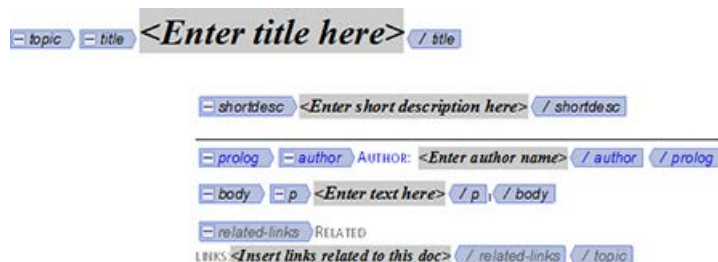 topic title <Enter title here> / title
shortdesc <Enter short description here> / shortdesc
prolog author AUTHOR: <Enter author name> / author / prolog
body p <Enter text here> / p / body
related-links RELATED
LINKS: <Insert links related to this doc> / related-links / topic